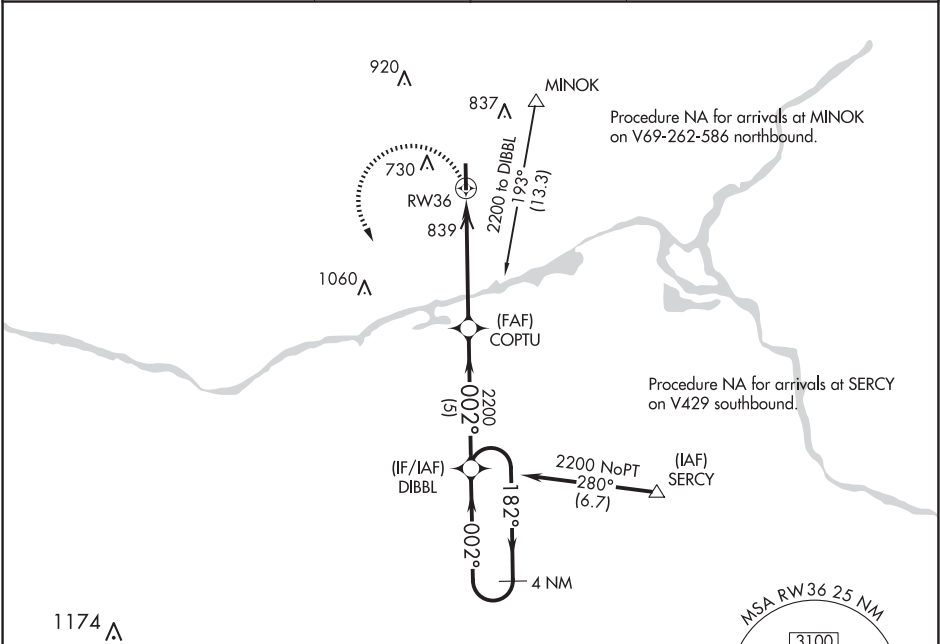 920
MINOK
837
Procedure NA for arrivals at MINOK
on V69-262-586 northbound.
730
2200 to DIBBL
193°
(13.3)
RW36
839
1060
(FAF)
COPTU
Procedure NA for arrivals at SERCY
on V429 southbound.
2200
002°
(5)
(IF/IAF)
DIBBL
2200 NoPT
280°
(6.7)
(IAF)
SERCY
182°
002°
4 NM
1174
MSA RW36 25 NM
3100